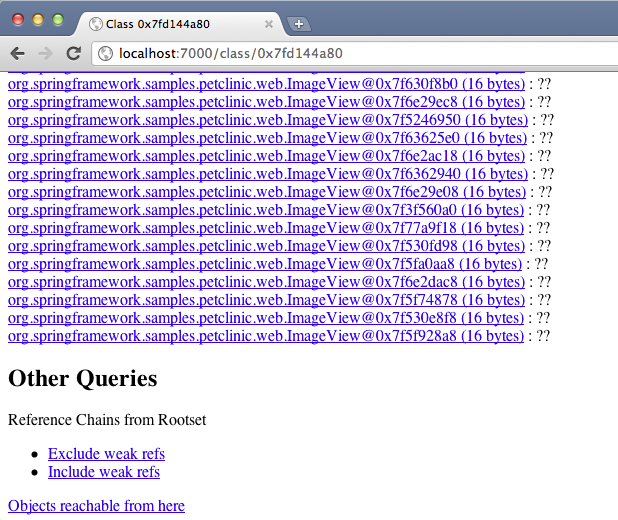 Class 0x7fd144a80
localhost:7000/class/0x7fd144a80
org.springframework.samples.petclinic.web.ImageView@0x7f630f8b0 (16 bytes) : ??
org.springframework.samples.petclinic.web.ImageView@0x7f6e29ec8 (16 bytes) : ??
org.springframework.samples.petclinic.web.ImageView@0x7f5246950 (16 bytes) : ??
org.springframework.samples.petclinic.web.ImageView@0x7f63625e0 (16 bytes) : ??
org.springframework.samples.petclinic.web.ImageView@0x7f6e2ac18 (16 bytes) : ??
org.springframework.samples.petclinic.web.ImageView@0x7f6362940 (16 bytes) : ??
org.springframework.samples.petclinic.web.ImageView@0x7f6e29e08 (16 bytes) : ??
org.springframework.samples.petclinic.web.ImageView@0x7f3f560a0 (16 bytes) : ??
org.springframework.samples.petclinic.web.ImageView@0x7f77a9f18 (16 bytes) : ??
org.springframework.samples.petclinic.web.ImageView@0x7f530fd98 (16 bytes) : ??
org.springframework.samples.petclinic.web.ImageView@0x7f5fa0aa8 (16 bytes) : ??
org.springframework.samples.petclinic.web.ImageView@0x7f6e2dac8 (16 bytes) : ??
org.springframework.samples.petclinic.web.ImageView@0x7f5f74878 (16 bytes) : ??
org.springframework.samples.petclinic.web.ImageView@0x7f530e8f8 (16 bytes) : ??
org.springframework.samples.petclinic.web.ImageView@0x7f5f928a8 (16 bytes) : ??
Other Queries
Reference Chains from Rootset
• Exclude weak refs
• Include weak refs
Objects reachable from here